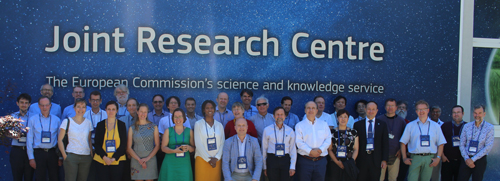 Joint Research Centre
The European Commission's science and knowledge service